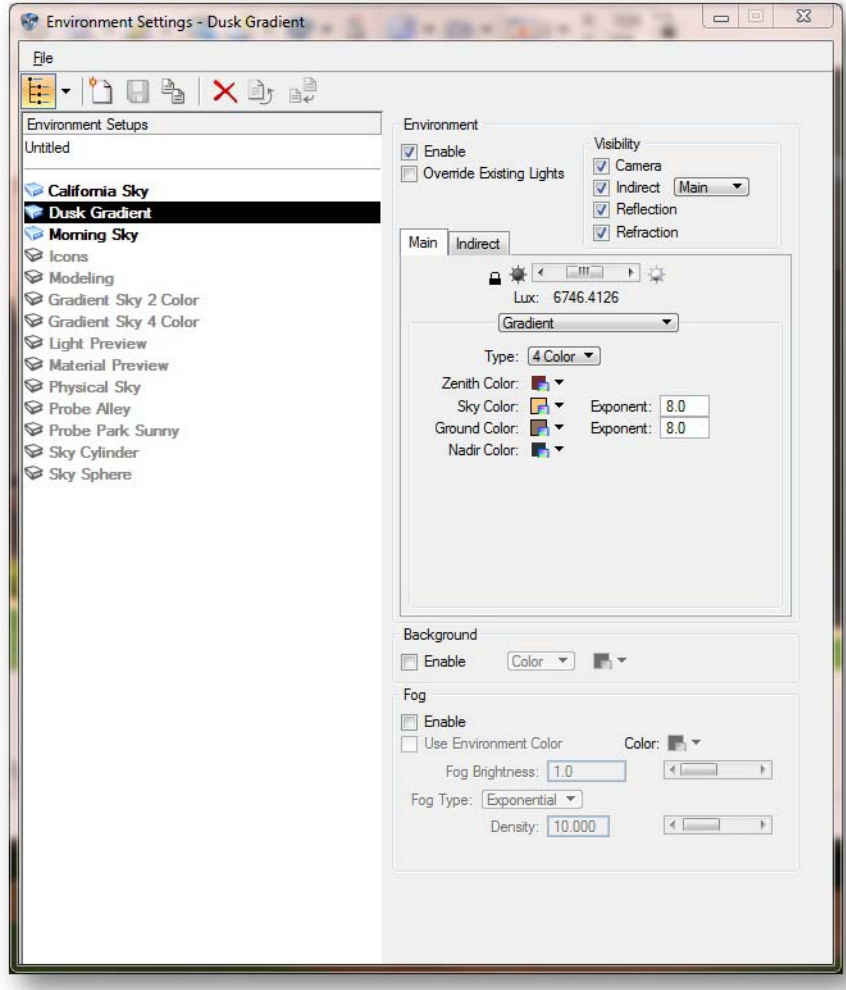 Environment Settings - Dusk Gradient
File
Environment Setups
Untitled
California Sky
Dusk Gradient
Morning Sky
Icons
Modeling
Gradient Sky 2 Color
Gradient Sky 4 Color
Light Preview
Material Preview
Physical Sky
Probe Alley
Probe Park Sunny
Sky Cylinder
Sky Sphere
Environment
Enable
Override Existing Lights
Visibility
Camera
Indirect Main
Reflection
Refraction
Main Indirect
Lux: 6746.4126
Gradient
Type: 4 Color
Zenith Color:
Sky Color: Exponent: 8.0
Ground Color: Exponent: 8.0
Nadir Color:
Background
Enable Color
Fog
Enable
Use Environment Color Color:
Fog Brightness: 1.0
Fog Type: Exponential
Density: 10.000